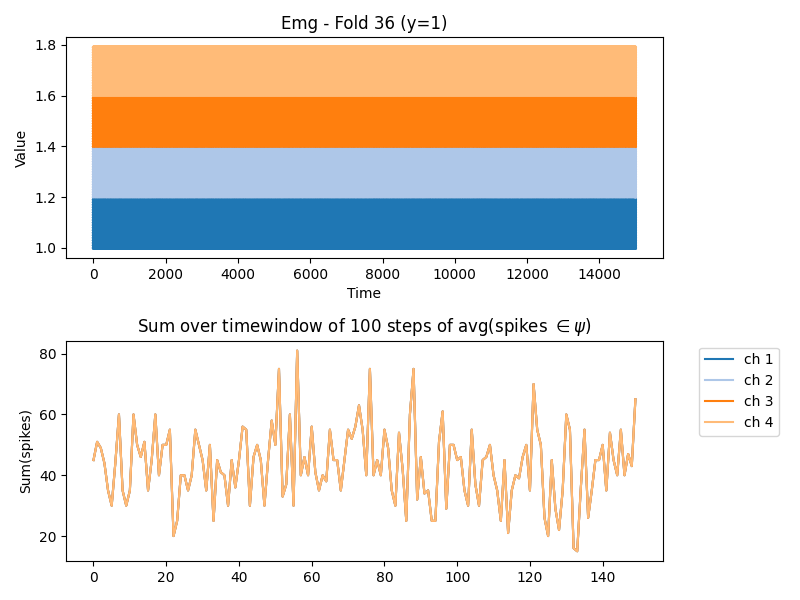 Emg - Fold 36 (y=1)
1.8
1.6
1.4
1.2
1.0
Value
0 2000 4000 6000 8000 10000 12000 14000
Time
Sum over timewindow of 100 steps of avg(spikes ∈ ψ)
80
60
40
20
Sum(spikes)
0 20 40 60 80 100 120 140
ch 1
ch 2
ch 3
ch 4